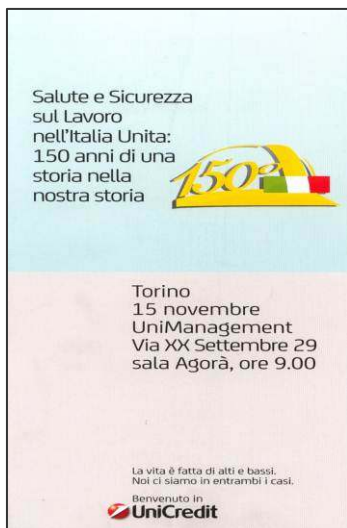 Salute e Sicurezza
sul Lavoro
nell'Italia Unita:
150 anni di una
storia nella
nostra storia
150°
Torino
15 novembre
UniManagement
Via XX Settembre 29
sala Agorà, ore 9.00
La vita è fatta di alti e bassi.
Noi ci siamo in entrambi i casi.
Benvenuto in
UniCredit